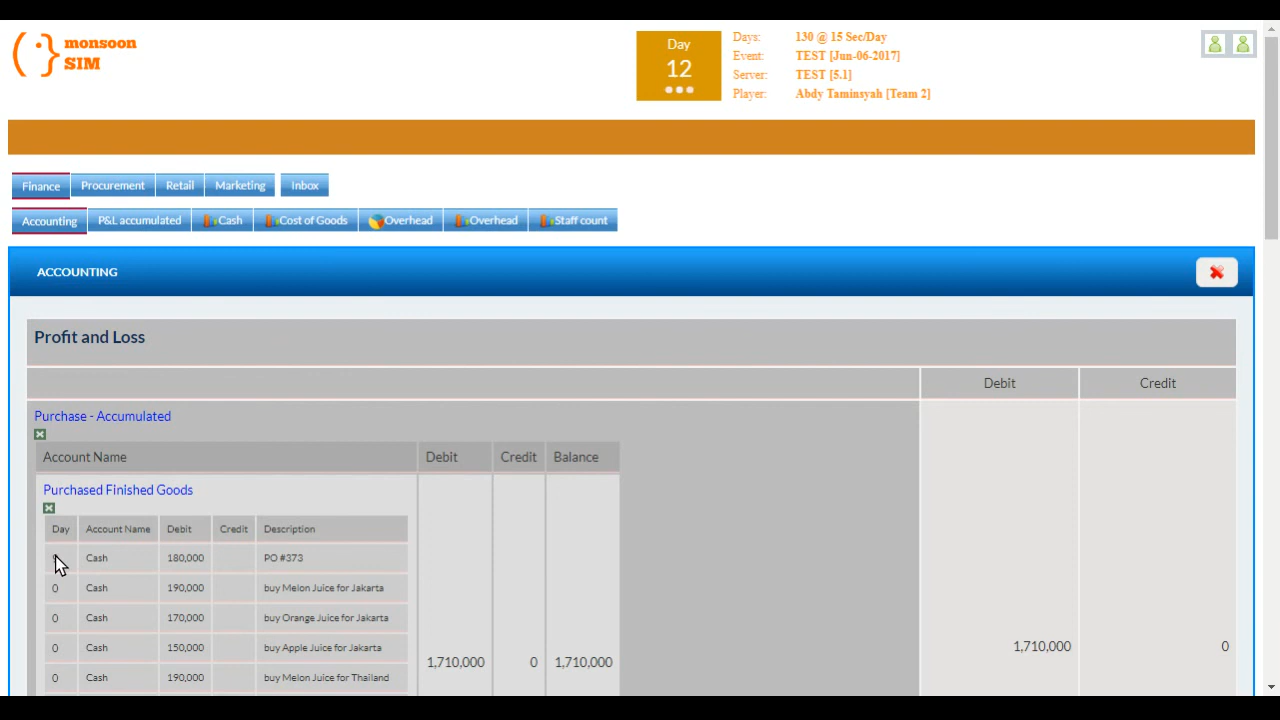 monsoon
SIM
Day
12
Days: 130 @ 15 Sec/Day
Event: TEST [Jun-06-2017]
Server: TEST [5.1]
Player: Abdy Taminsyah [Team 2]
Finance Procurement Retail Marketing Inbox
Accounting P&L accumulated Cash Cost of Goods Overhead Overhead Staff count
ACCOUNTING
Profit and Loss
Debit Credit
Purchase - Accumulated
Account Name Debit Credit Balance
Purchased Finished Goods
Day Account Name Debit Credit Description
Cash 180,000 PO #373
0 Cash 190,000 buy Melon Juice for Jakarta
0 Cash 170,000 buy Orange Juice for Jakarta
0 Cash 150,000 buy Apple Juice for Jakarta
1,710,000 0 1,710,000 1,710,000 0
0 Cash 190,000 buy Melon Juice for Thailand